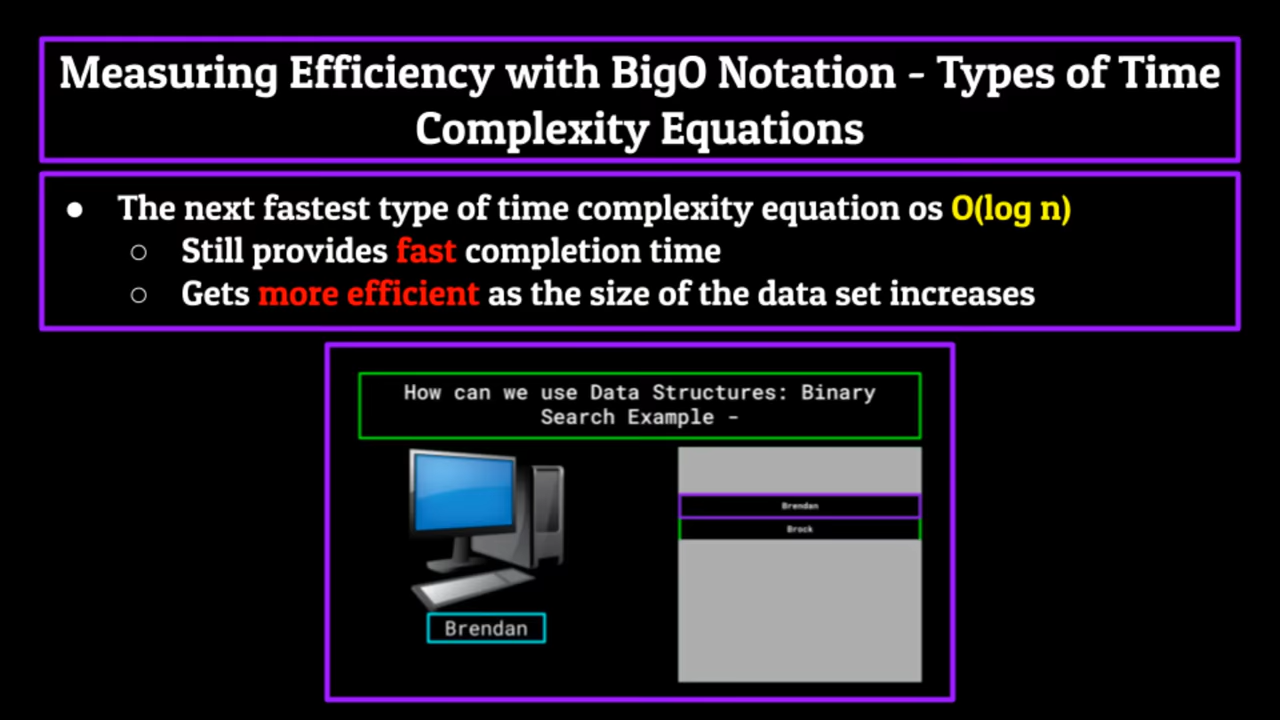 Measuring Efficiency with BigO Notation - Types of Time
Complexity Equations
● The next fastest type of time complexity equation os O(log n)
○ Still provides fast completion time
○ Gets more efficient as the size of the data set increases
How can we use Data Structures: Binary
Search Example -
Brendan
Brock
Brendan